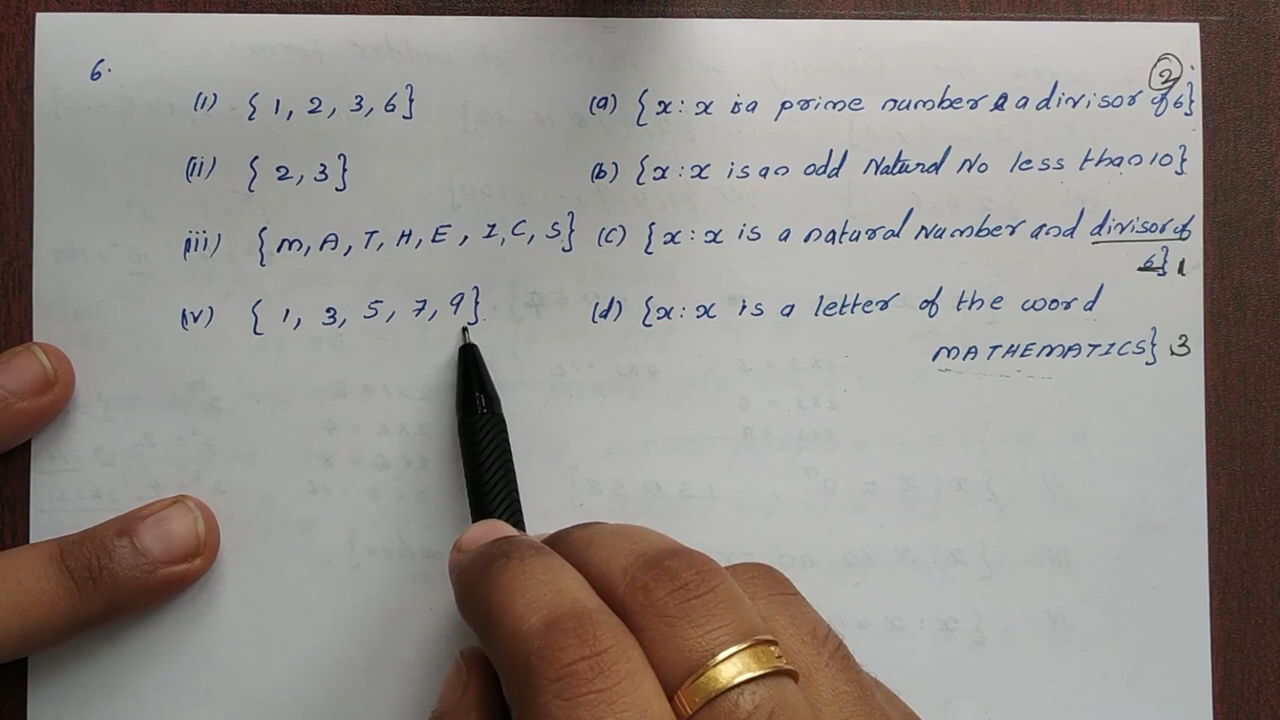 6.
②
(i) { 1, 2, 3, 6} (a) {x : x is a prime number & a divisor of 6}
(ii) { 2, 3} (b) {x : x is an odd Natural No less than 10}
(iii) {M, A, T, H, E, I, C, S} (c) {x : x is a natural number and divisor of
6} 1
(iv) { 1, 3, 5, 7, 9} (d) {x : x is a letter of the word
MATHEMATICS} 3